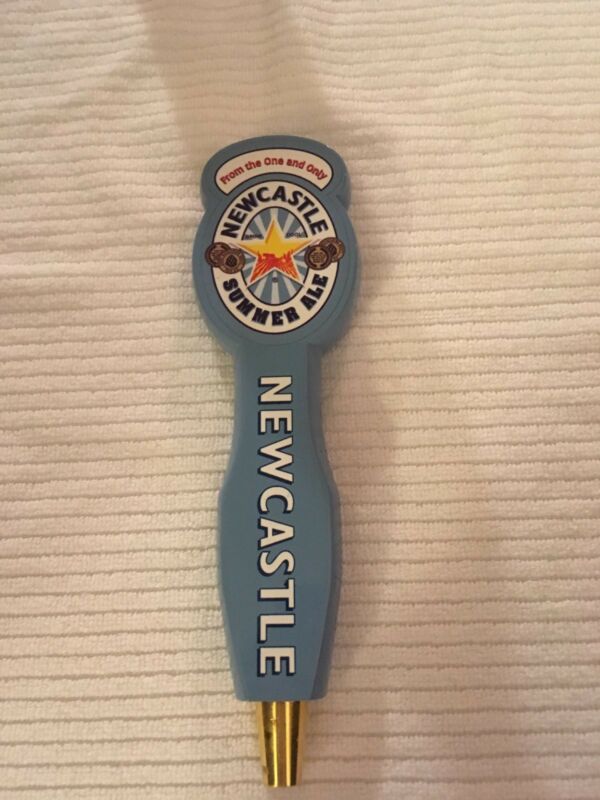 From the One and Only
NEWCASTLE
SUMMER ALE
NEWCASTLE